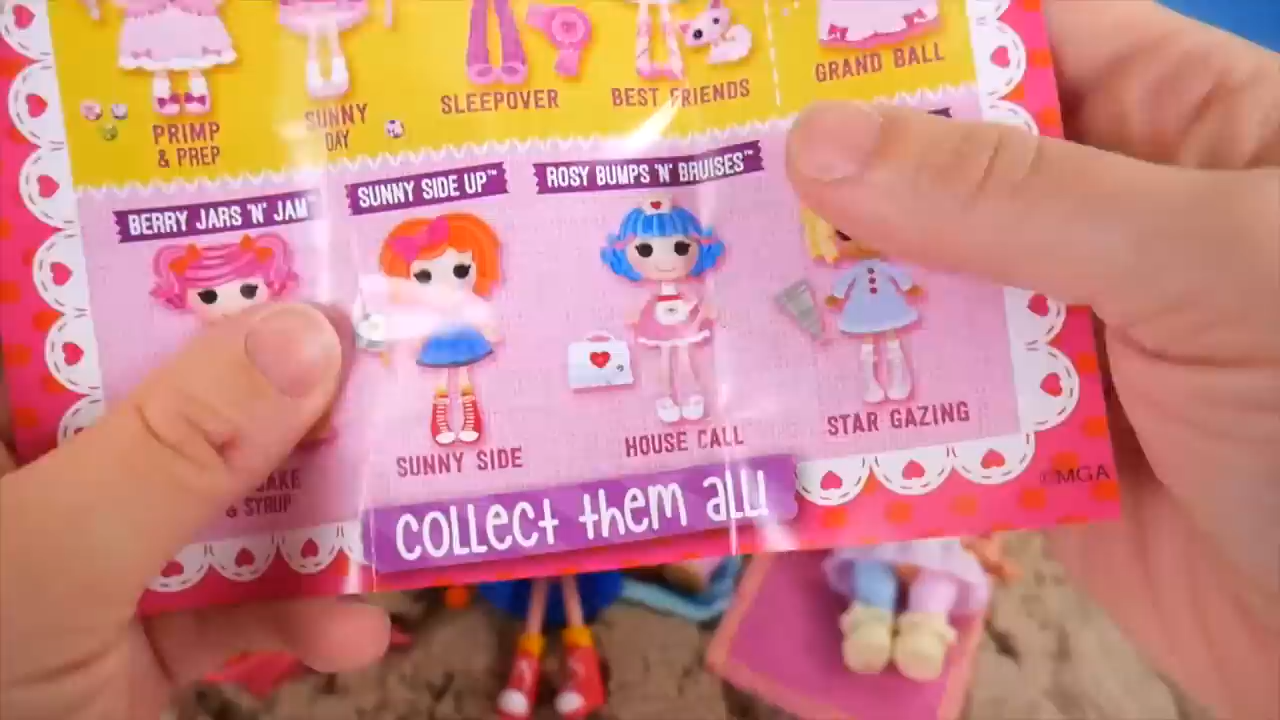 PRIMP
& PREP
SUNNY
DAY
SLEEPOVER
BEST FRIENDS
GRAND BALL
BERRY JARS 'N' JAM™
SUNNY SIDE UP™
ROSY BUMPS 'N' BRUISES™
& SYRUP
SUNNY SIDE
HOUSE CALL
STAR GAZING
collect them all!
©MGA